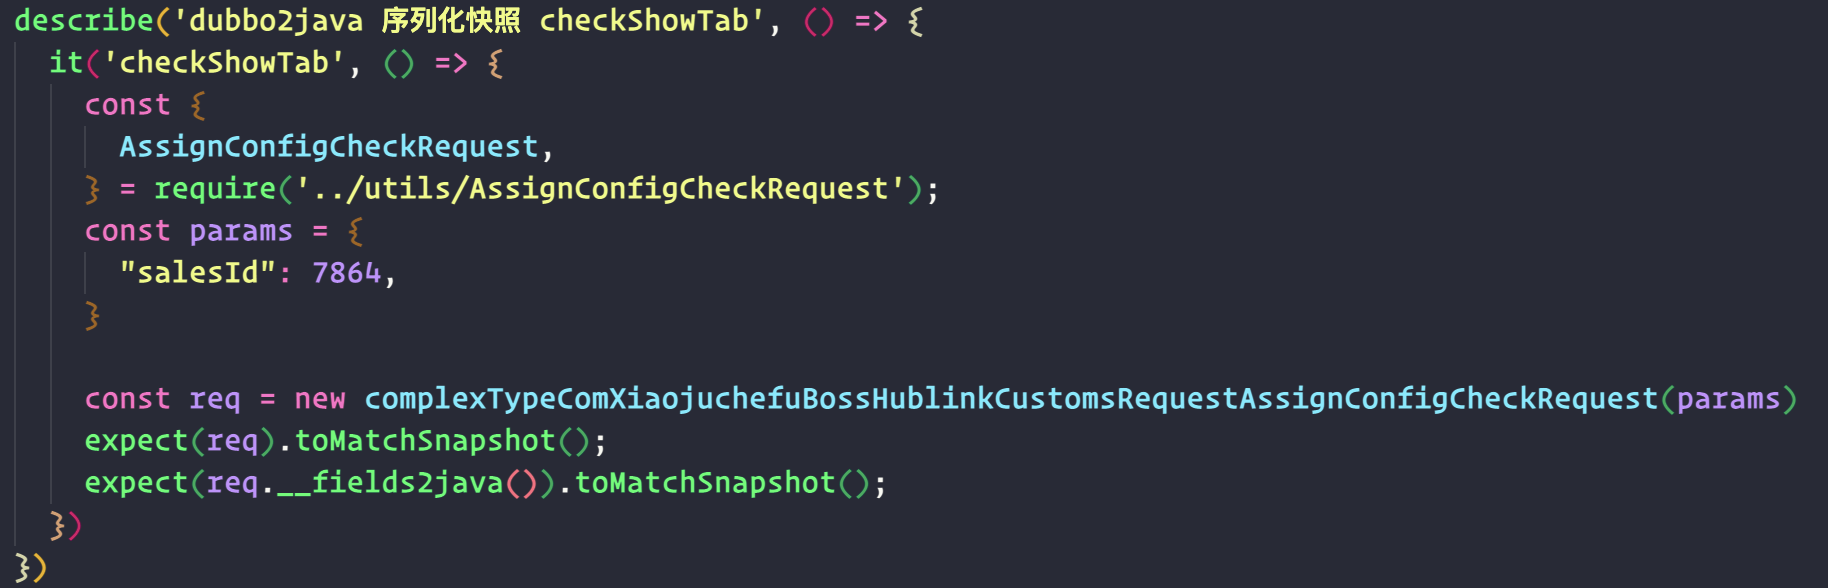 describe('dubbo2java 序列化快照 checkShowTab', () => {
it('checkShowTab', () => {
const {
AssignConfigCheckRequest,
} = require('../utils/AssignConfigCheckRequest');
const params = {
"salesId": 7864,
}
const req = new complexTypeComXiaojuchefuBossHublinkCustomsRequestAssignConfigCheckRequest(params)
expect(req).toMatchSnapshot();
expect(req.__fields2java()).toMatchSnapshot();
})
})